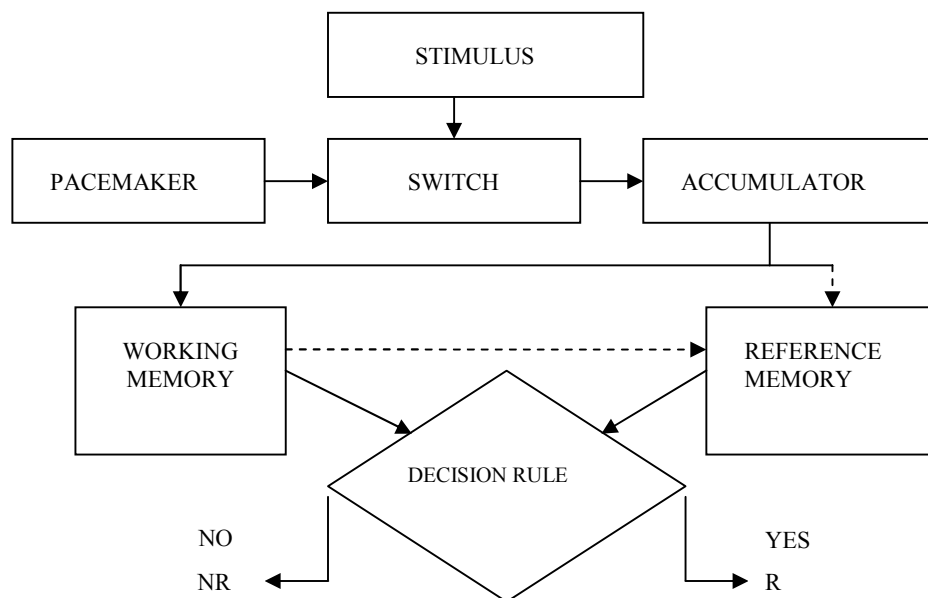 STIMULUS
PACEMAKER
SWITCH
ACCUMULATOR
WORKING
MEMORY
REFERENCE
MEMORY
DECISION RULE
NO
YES
NR
R